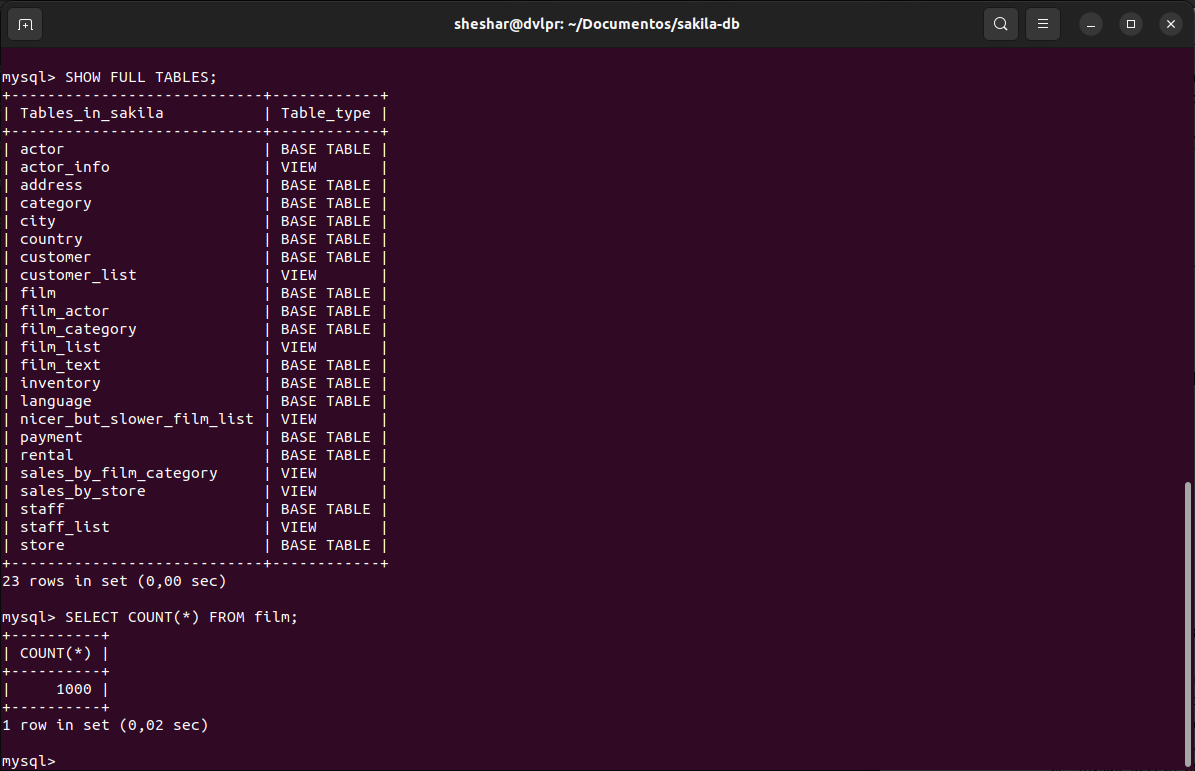 sheshar@dvlpr: ~/Documentos/sakila-db
mysql> SHOW FULL TABLES;
+----------------------------+------------+
| Tables_in_sakila           | Table_type |
+----------------------------+------------+
| actor                      | BASE TABLE |
| actor_info                 | VIEW       |
| address                    | BASE TABLE |
| category                   | BASE TABLE |
| city                       | BASE TABLE |
| country                    | BASE TABLE |
| customer                   | BASE TABLE |
| customer_list              | VIEW       |
| film                       | BASE TABLE |
| film_actor                 | BASE TABLE |
| film_category              | BASE TABLE |
| film_list                  | VIEW       |
| film_text                  | BASE TABLE |
| inventory                  | BASE TABLE |
| language                   | BASE TABLE |
| nicer_but_slower_film_list | VIEW       |
| payment                    | BASE TABLE |
| rental                     | BASE TABLE |
| sales_by_film_category     | VIEW       |
| sales_by_store             | VIEW       |
| staff                      | BASE TABLE |
| staff_list                 | VIEW       |
| store                      | BASE TABLE |
+----------------------------+------------+
23 rows in set (0,00 sec)
mysql> SELECT COUNT(*) FROM film;
+----------+
| COUNT(*) |
+----------+
|     1000 |
+----------+
1 row in set (0,02 sec)
mysql>